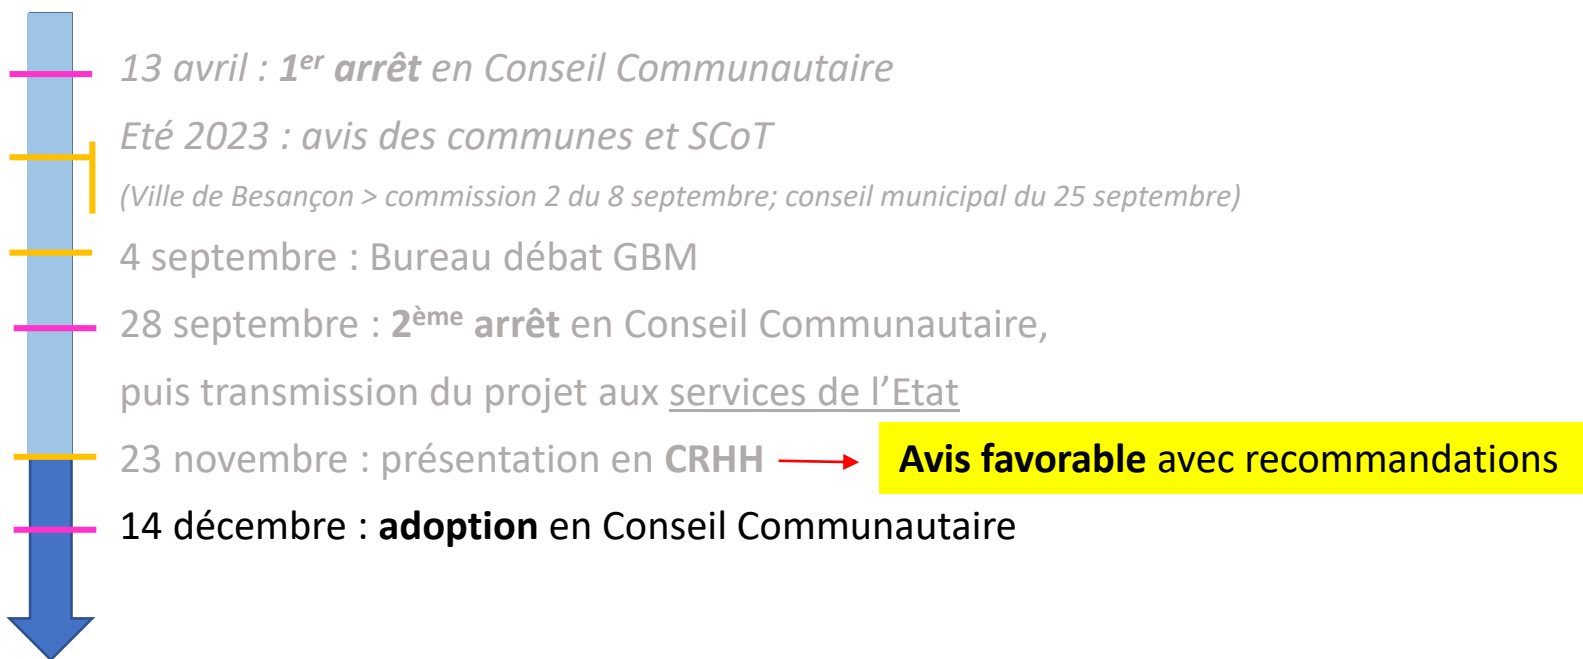 13 avril : 1er arrêt en Conseil Communautaire
Eté 2023 : avis des communes et SCoT
(Ville de Besançon > commission 2 du 8 septembre; conseil municipal du 25 septembre)
4 septembre : Bureau débat GBM
28 septembre : 2ème arrêt en Conseil Communautaire,
puis transmission du projet aux services de l’Etat
23 novembre : présentation en CRHH Avis favorable avec recommandations
14 décembre : adoption en Conseil Communautaire